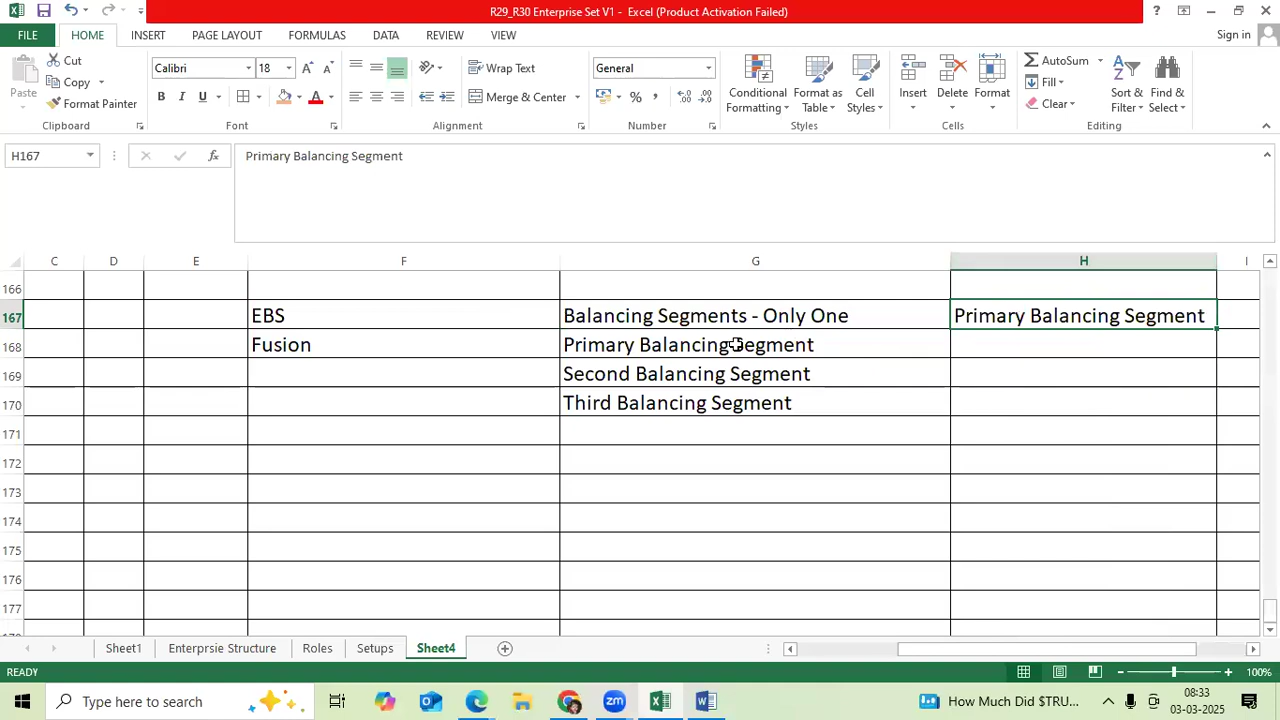 R29_R30 Enterprise Set V1 - Excel (Product Activation Failed)
FILE HOME INSERT PAGE LAYOUT FORMULAS DATA REVIEW VIEW Sign in
Cut
Copy
Format Painter
Paste
Clipboard
Calibri 18
B I U
Font
Wrap Text
Merge & Center
Alignment
General
Number
Conditional Formatting
Format as Table
Cell Styles
Styles
Insert Delete Format
Cells
AutoSum
Fill
Clear
Sort & Filter
Find & Select
Editing
H167 Primary Balancing Segment
C D E F G H I
166
167 EBS Balancing Segments - Only One Primary Balancing Segment
168 Fusion Primary Balancing Segment
169 Second Balancing Segment
170 Third Balancing Segment
171
172
173
174
175
176
177
Sheet1 Enterprsie Structure Roles Setups Sheet4
READY 100%
Type here to search How Much Did $TRU... 08:33
03-03-2025